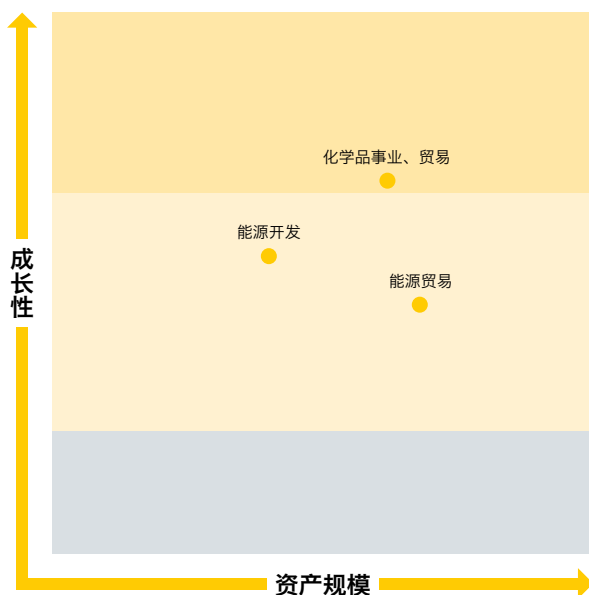 化学品事业、贸易
能源开发
能源贸易
成长性
资产规模